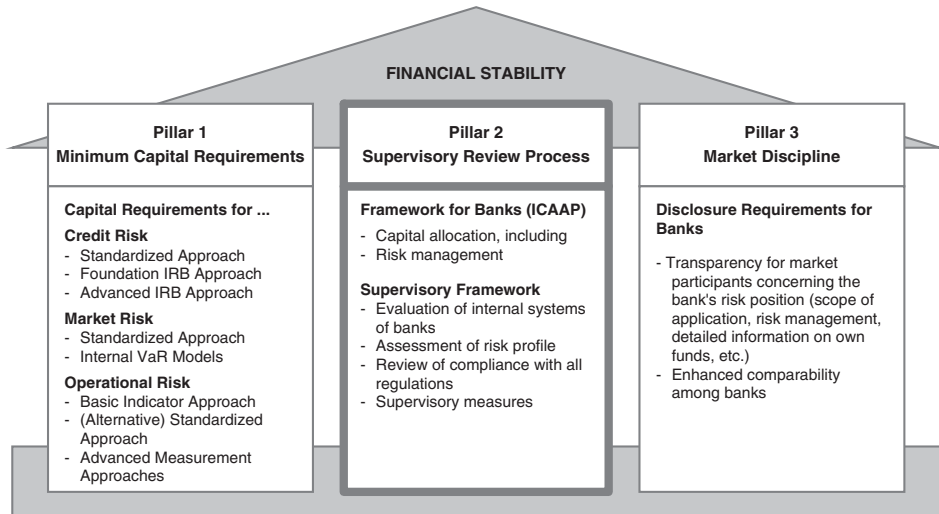 FINANCIAL STABILITY
Pillar 1
Minimum Capital Requirements
Capital Requirements for ...
Credit Risk
- Standardized Approach
- Foundation IRB Approach
- Advanced IRB Approach
Market Risk
- Standardized Approach
- Internal VaR Models
Operational Risk
- Basic Indicator Approach
- (Alternative) Standardized
Approach
- Advanced Measurement
Approaches
Pillar 2
Supervisory Review Process
Framework for Banks (ICAAP)
- Capital allocation, including
- Risk management
Supervisory Framework
- Evaluation of internal systems
of banks
- Assessment of risk profile
- Review of compliance with all
regulations
- Supervisory measures
Pillar 3
Market Discipline
Disclosure Requirements for
Banks
- Transparency for market
participants concerning the
bank's risk position (scope of
application, risk management,
detailed information on own
funds, etc.)
- Enhanced comparability
among banks